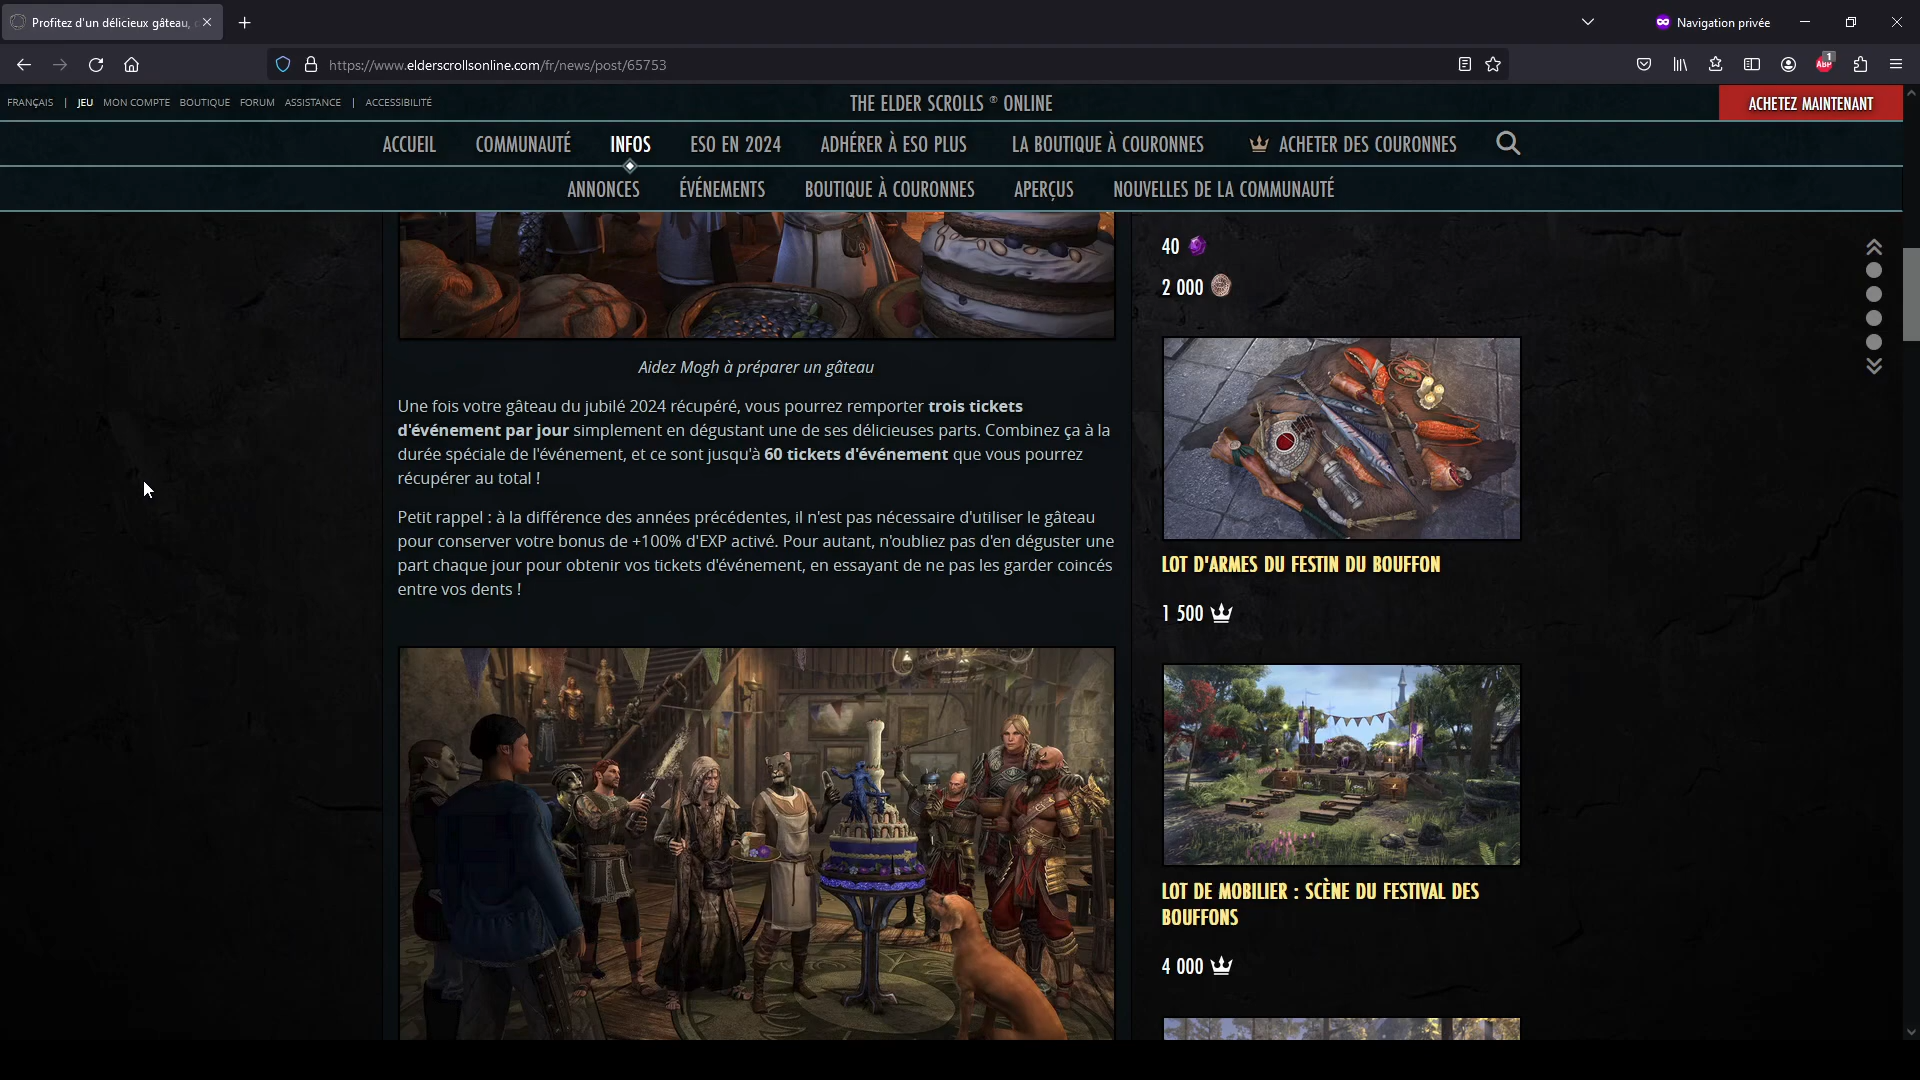 Profitez d'un délicieux gâteau,
Navigation privée
https://www.elderscrollsonline.com/fr/news/post/65753
1
ABP
FRANÇAIS | JEU MON COMPTE BOUTIQUE FORUM ASSISTANCE | ACCESSIBILITÉ
THE ELDER SCROLLS ® ONLINE
ACHETEZ MAINTENANT
ACCUEIL COMMUNAUTÉ INFOS ESO EN 2024 ADHÉRER À ESO PLUS LA BOUTIQUE À COURONNES ACHETER DES COURONNES
ANNONCES ÉVÉNEMENTS BOUTIQUE À COURONNES APERÇUS NOUVELLES DE LA COMMUNAUTÉ
Aidez Mogh à préparer un gâteau
Une fois votre gâteau du jubilé 2024 récupéré, vous pourrez remporter trois tickets
d'événement par jour simplement en dégustant une de ses délicieuses parts. Combinez ça à la
durée spéciale de l'événement, et ce sont jusqu'à 60 tickets d'événement que vous pourrez
récupérer au total !
Petit rappel : à la différence des années précédentes, il n'est pas nécessaire d'utiliser le gâteau
pour conserver votre bonus de +100% d'EXP activé. Pour autant, n'oubliez pas d'en déguster une
part chaque jour pour obtenir vos tickets d'événement, en essayant de ne pas les garder coincés
entre vos dents !
40
2 000
LOT D'ARMES DU FESTIN DU BOUFFON
1 500
LOT DE MOBILIER : SCÈNE DU FESTIVAL DES
BOUFFONS
4 000